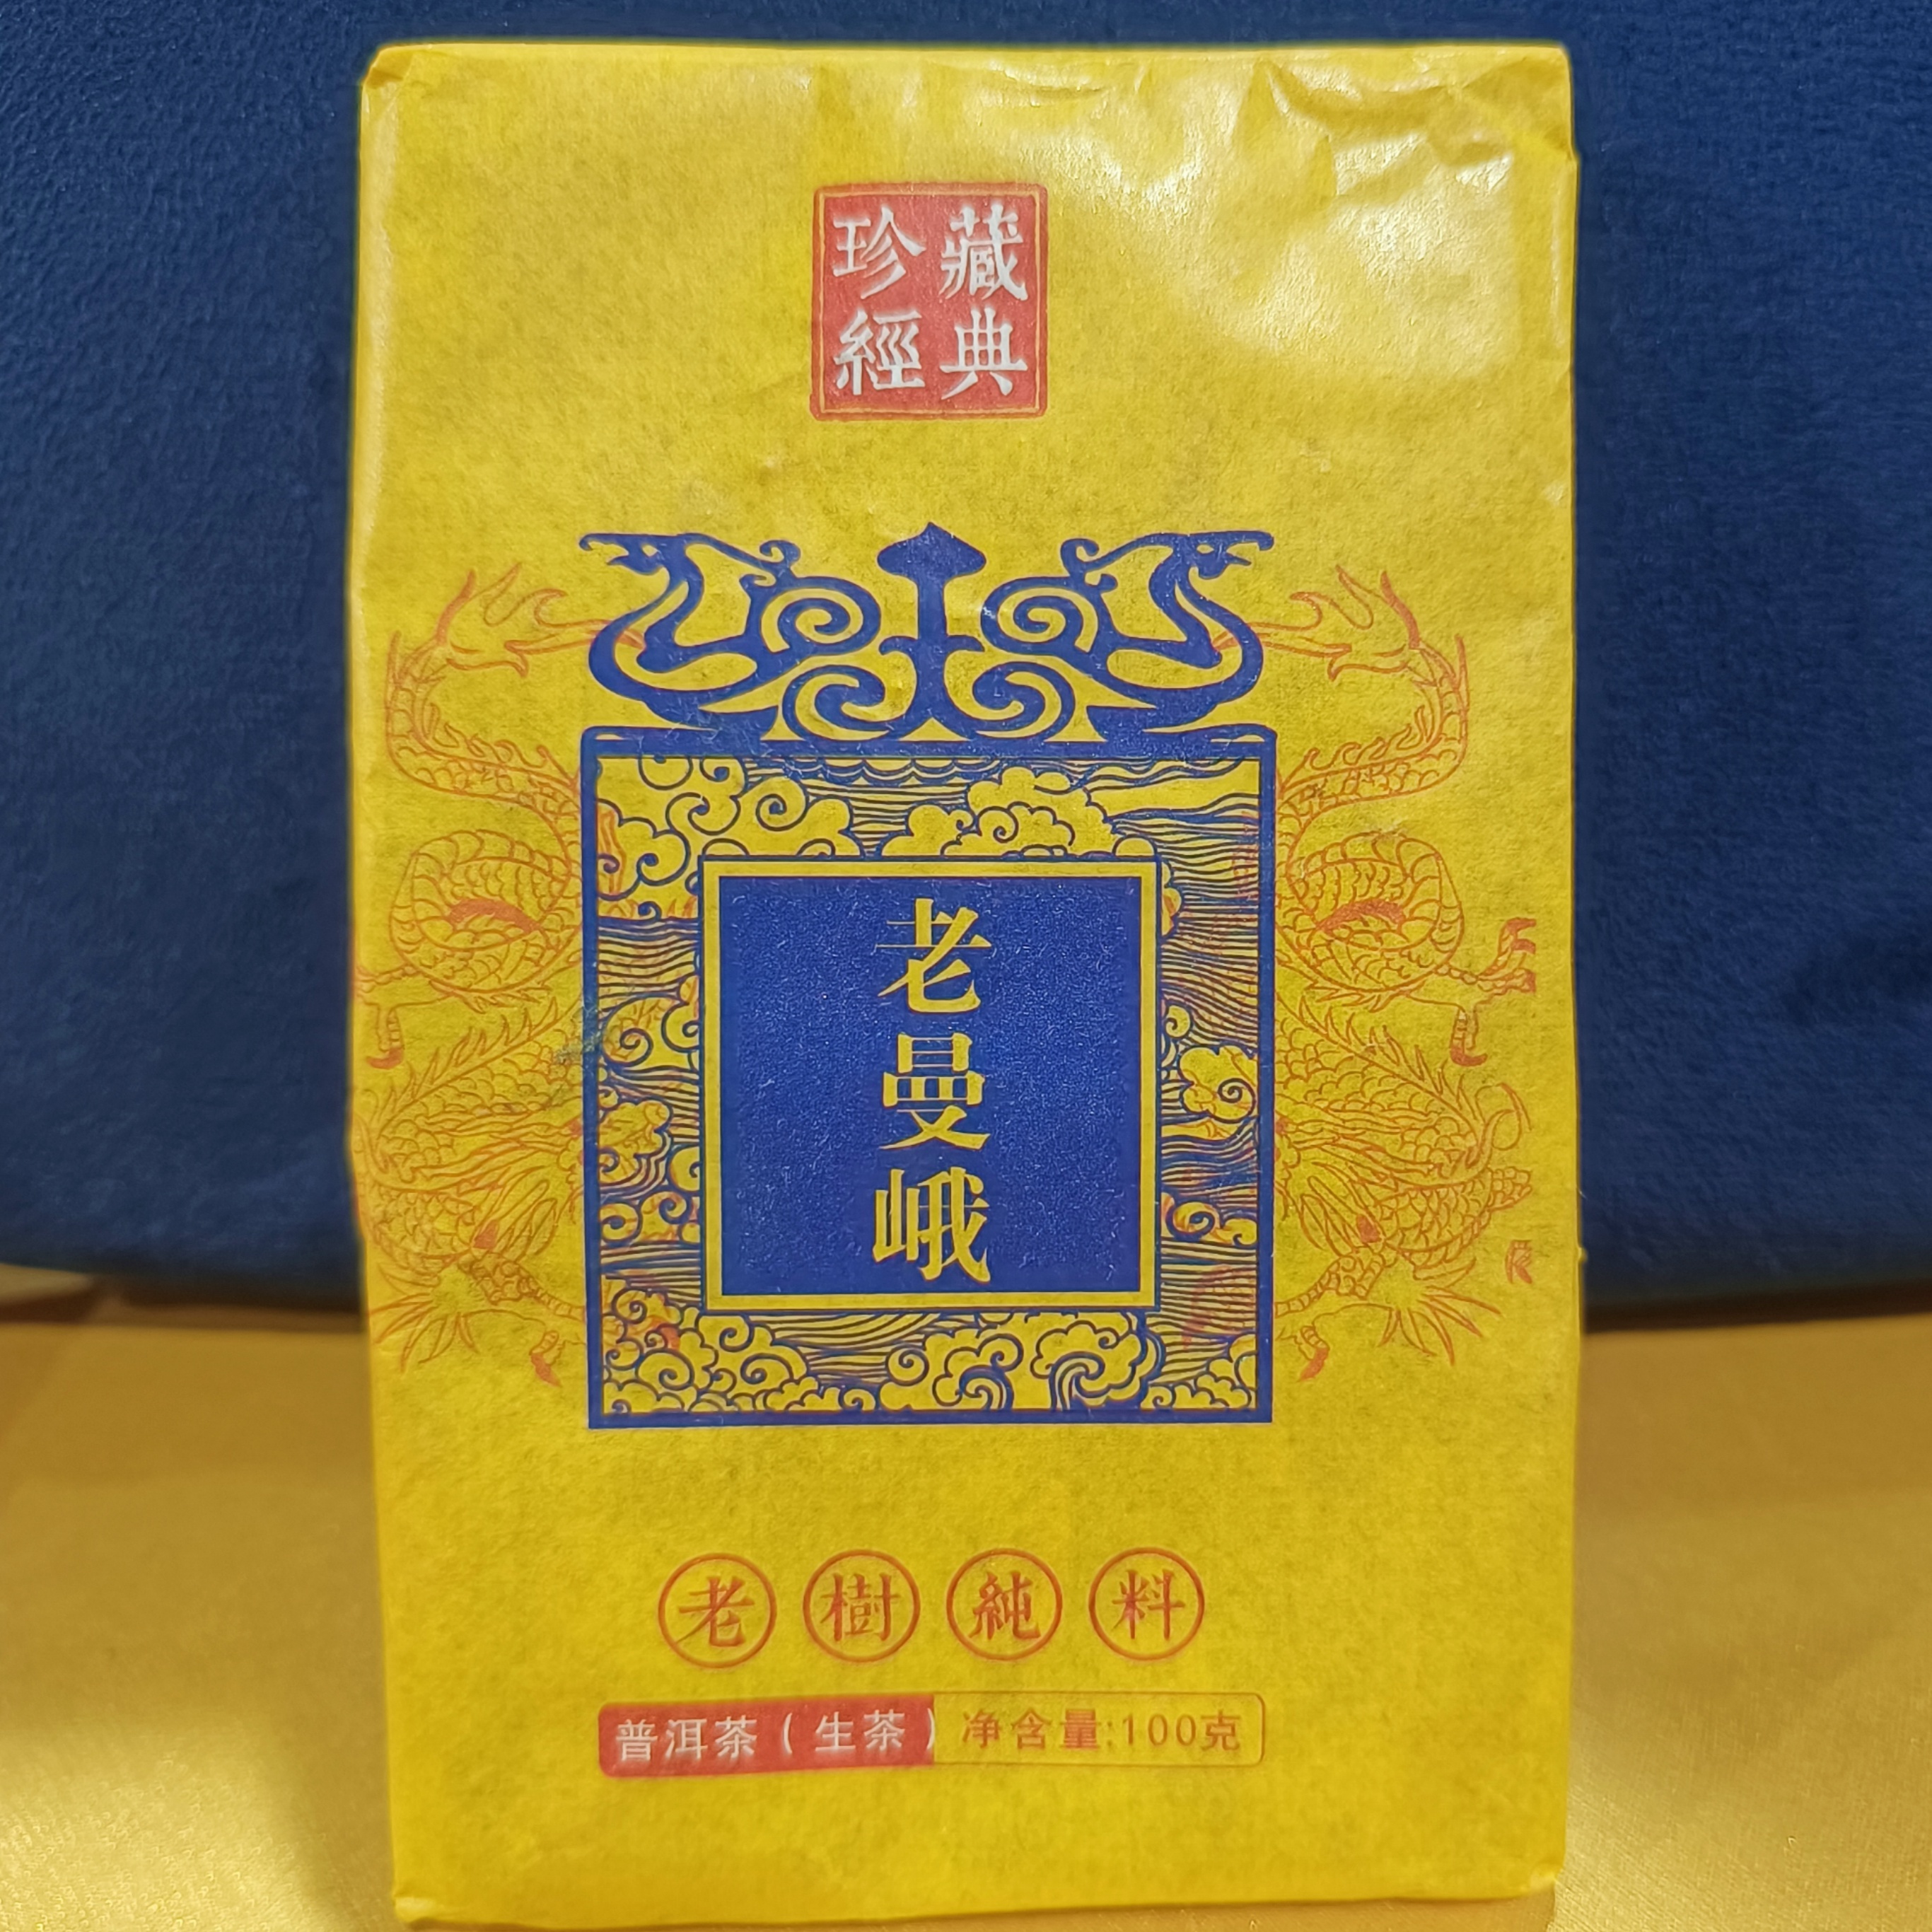 珍藏
經典
老曼峨
老樹純料
普洱茶(生茶) 净含量:100克